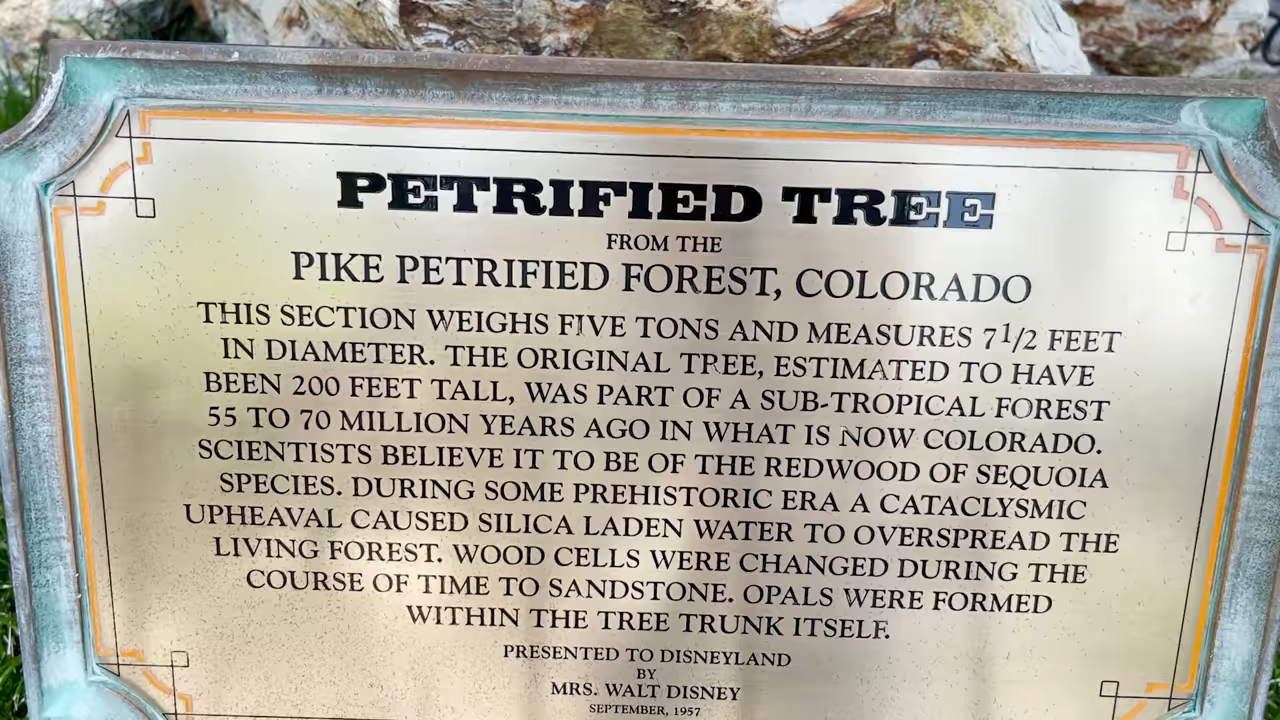 PETRIFIED TREE
FROM THE
PIKE PETRIFIED FOREST, COLORADO
THIS SECTION WEIGHS FIVE TONS AND MEASURES 7 1/2 FEET
IN DIAMETER. THE ORIGINAL TREE, ESTIMATED TO HAVE
BEEN 200 FEET TALL, WAS PART OF A SUB-TROPICAL FOREST
55 TO 70 MILLION YEARS AGO IN WHAT IS NOW COLORADO.
SCIENTISTS BELIEVE IT TO BE OF THE REDWOOD OF SEQUOIA
SPECIES. DURING SOME PREHISTORIC ERA A CATACLYSMIC
UPHEAVAL CAUSED SILICA LADEN WATER TO OVERSPREAD THE
LIVING FOREST. WOOD CELLS WERE CHANGED DURING THE
COURSE OF TIME TO SANDSTONE. OPALS WERE FORMED
WITHIN THE TREE TRUNK ITSELF.
PRESENTED TO DISNEYLAND
BY
MRS. WALT DISNEY
SEPTEMBER, 1957